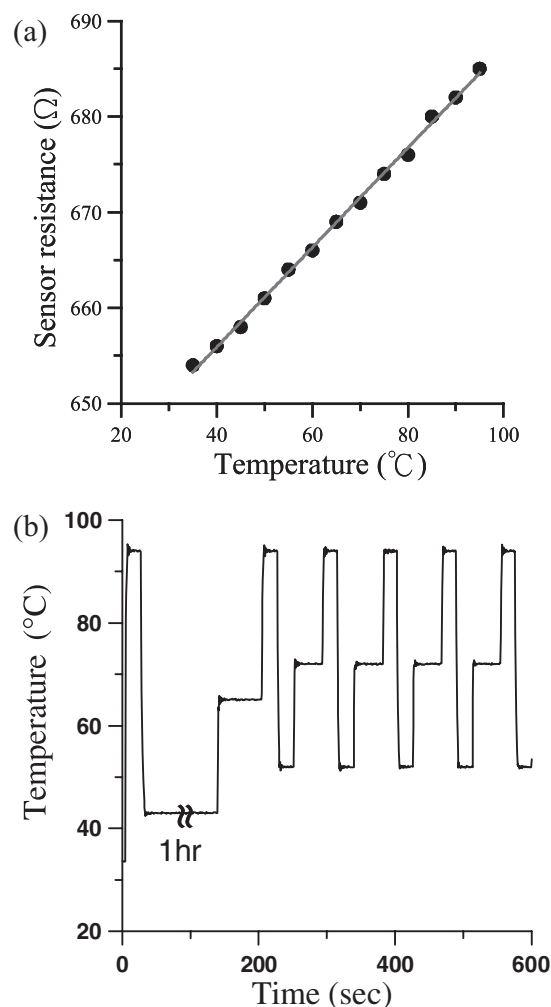 (a)
690
680
670
660
650
Sensor resistance (Ω)
20 40 60 80 100
Temperature (℃)
(b)
100
80
60
40
20
Temperature (°C)
1hr
0 200 400 600
Time (sec)